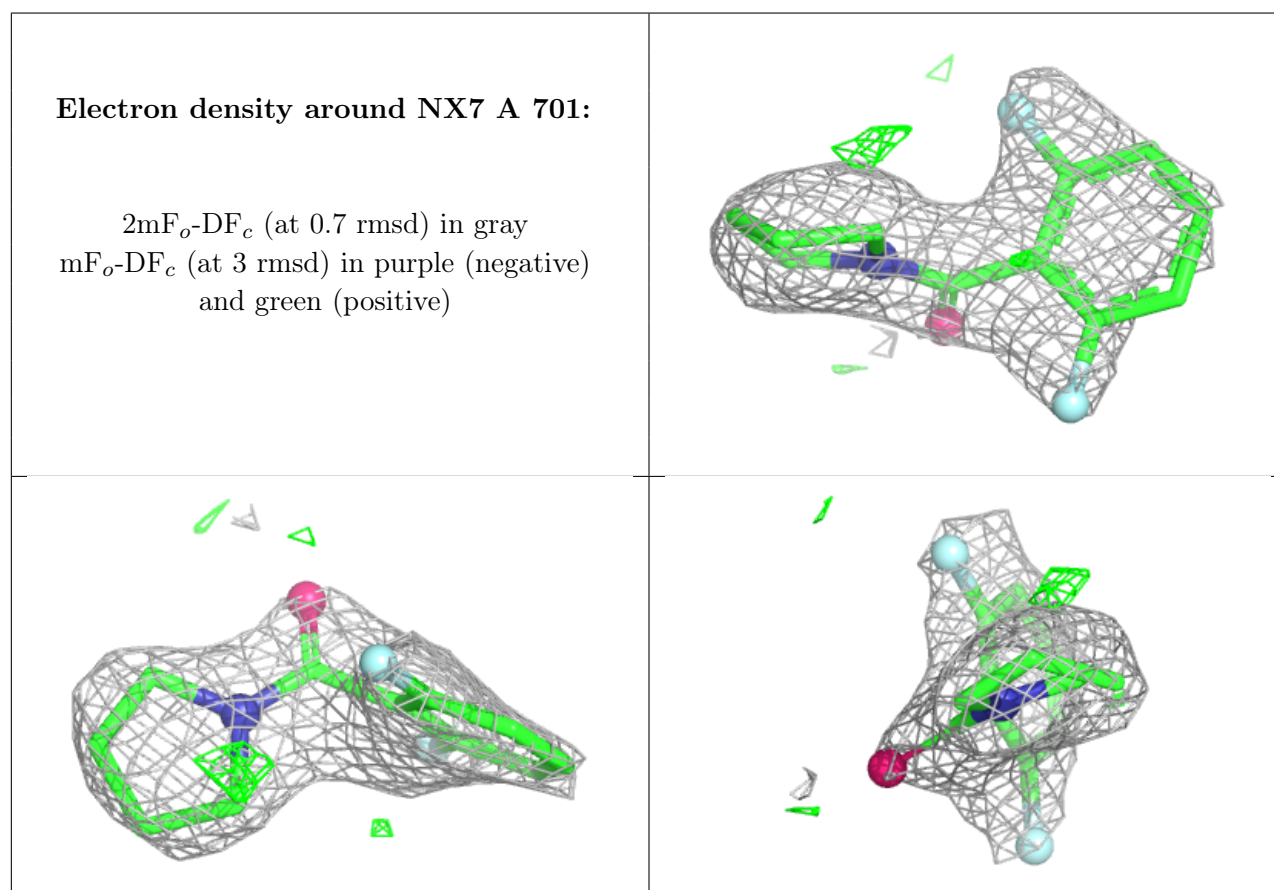 Electron density around NX7 A 701:
2mFo-DFc (at 0.7 rmsd) in gray
mFo-DFc (at 3 rmsd) in purple (negative)
and green (positive)